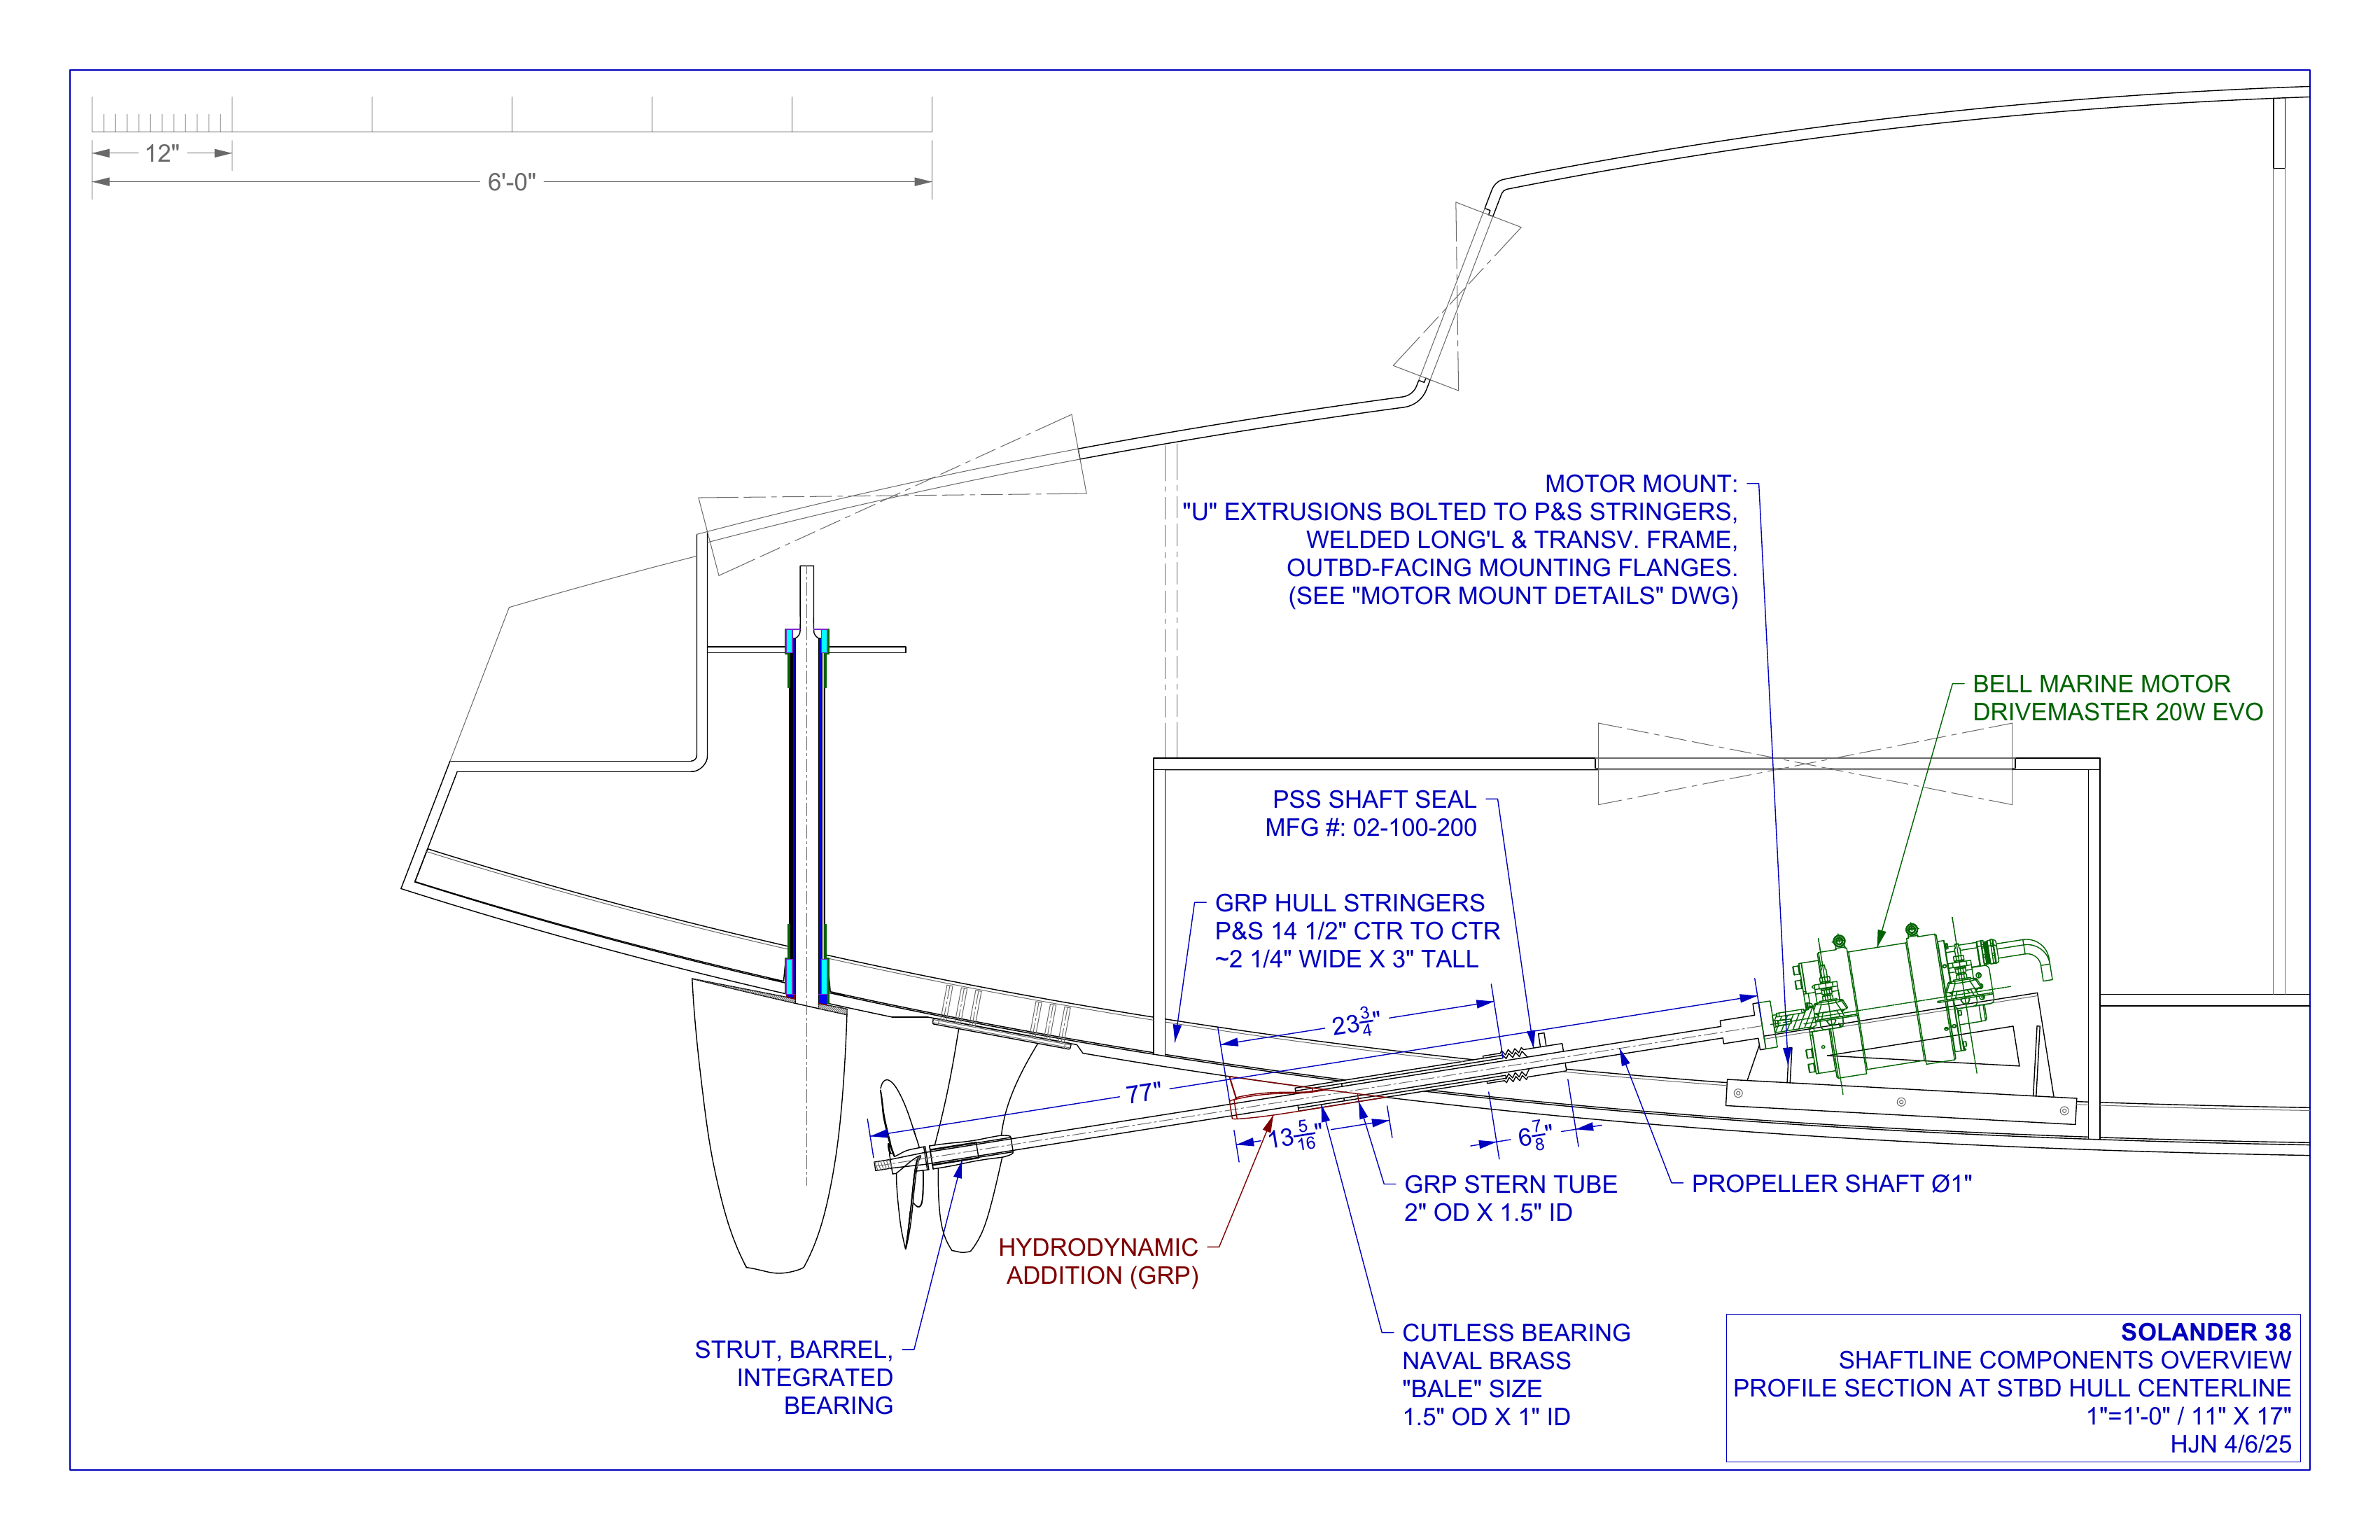 12"
6'-0"
MOTOR MOUNT:
"U" EXTRUSIONS BOLTED TO P&S STRINGERS,
WELDED LONG'L & TRANSV. FRAME,
OUTBD-FACING MOUNTING FLANGES.
(SEE "MOTOR MOUNT DETAILS" DWG)
BELL MARINE MOTOR
DRIVEMASTER 20W EVO
PSS SHAFT SEAL
MFG #: 02-100-200
GRP HULL STRINGERS
P&S 14 1/2" CTR TO CTR
~2 1/4" WIDE X 3" TALL
23 3/4"
77"
13 5/16"
6 7/8"
GRP STERN TUBE
2" OD X 1.5" ID
PROPELLER SHAFT Ø1"
HYDRODYNAMIC
ADDITION (GRP)
STRUT, BARREL,
INTEGRATED
BEARING
CUTLESS BEARING
NAVAL BRASS
"BALE" SIZE
1.5" OD X 1" ID
SOLANDER 38
SHAFTLINE COMPONENTS OVERVIEW
PROFILE SECTION AT STBD HULL CENTERLINE
1"=1'-0" / 11" X 17"
HJN 4/6/25